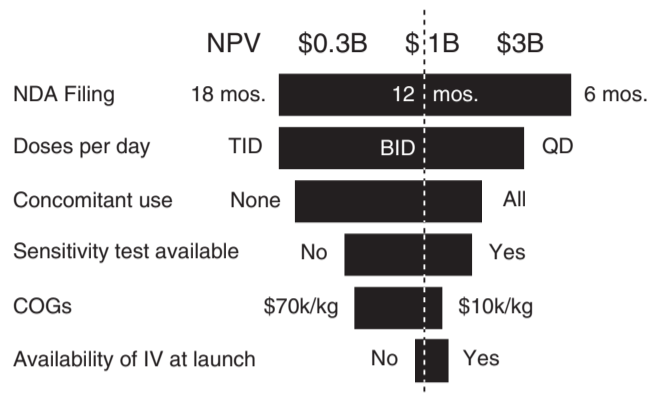 NPV $0.3B $1B $3B
NDA Filing 18 mos. 12 mos. 6 mos.
Doses per day TID BID QD
Concomitant use None All
Sensitivity test available No Yes
COGs $70k/kg $10k/kg
Availability of IV at launch No Yes